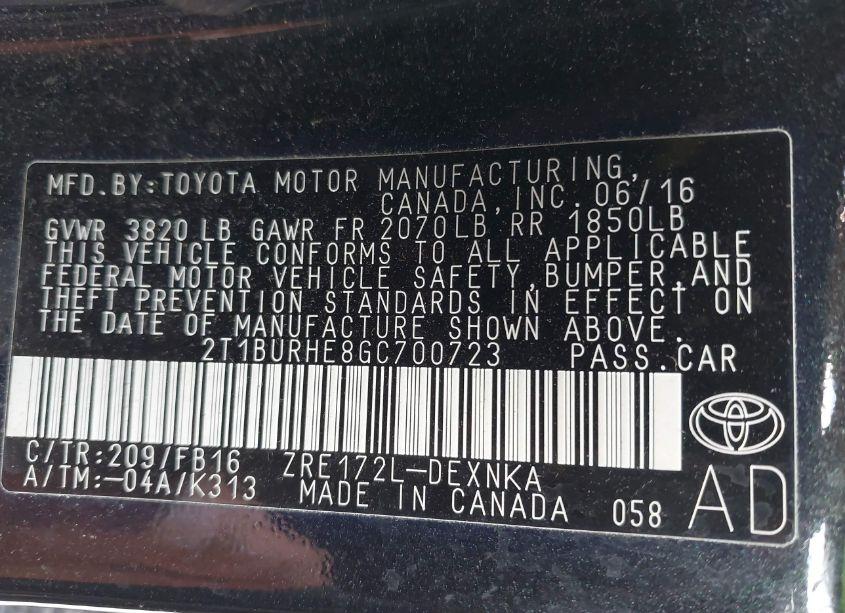 MFD.BY:TOYOTA MOTOR MANUFACTURING,
CANADA,INC. 06/16
GVWR 3820 LB GAWR FR 2070LB RR 1850LB
THIS VEHICLE CONFORMS TO ALL APPLICABLE
FEDERAL MOTOR VEHICLE SAFETY,BUMPER,AND
THEFT PREVENTION STANDARDS IN EFFECT ON
THE DATE OF MANUFACTURE SHOWN ABOVE.
2T1BURHE8GC700723 PASS.CAR
C/TR:209/FB16 ZRE172L-DEXNKA
A/TM:-04A/K313 MADE IN CANADA 058 AD